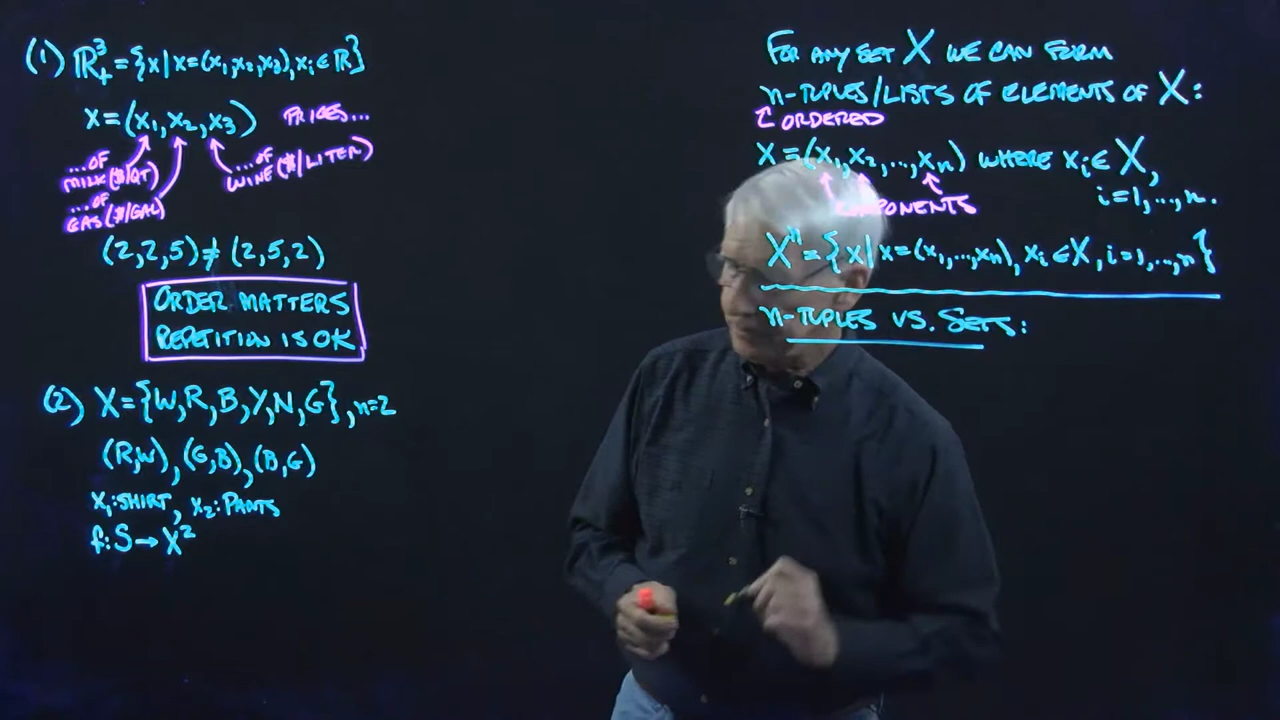 (1) ℝ³₊ = {x | x = (x₁, x₂, x₃), xᵢ ∈ ℝ}
x = (x₁, x₂, x₃) PRICES...
...OF MILK ($/QT)
...OF GAS ($/GAL)
...OF WINE ($/LITER)
(2,2,5) ≠ (2,5,2)
ORDER MATTERS
REPETITION IS OK
(2) X = {W, R, B, Y, N, G}, n=2
(R,W), (G,B), (B,G)
x₁: SHIRT, x₂: PANTS
f: S → X²
FOR ANY SET X WE CAN FORM
n-TUPLES/LISTS OF ELEMENTS OF X:
↑ ORDERED
x = (x₁, x₂, ..., xₙ) WHERE xᵢ ∈ X,
i = 1, ..., n.
COMPONENTS
Xⁿ = {x | x = (x₁, ..., xₙ), xᵢ ∈ X, i = 1, ..., n}
n-TUPLES VS. SETS: